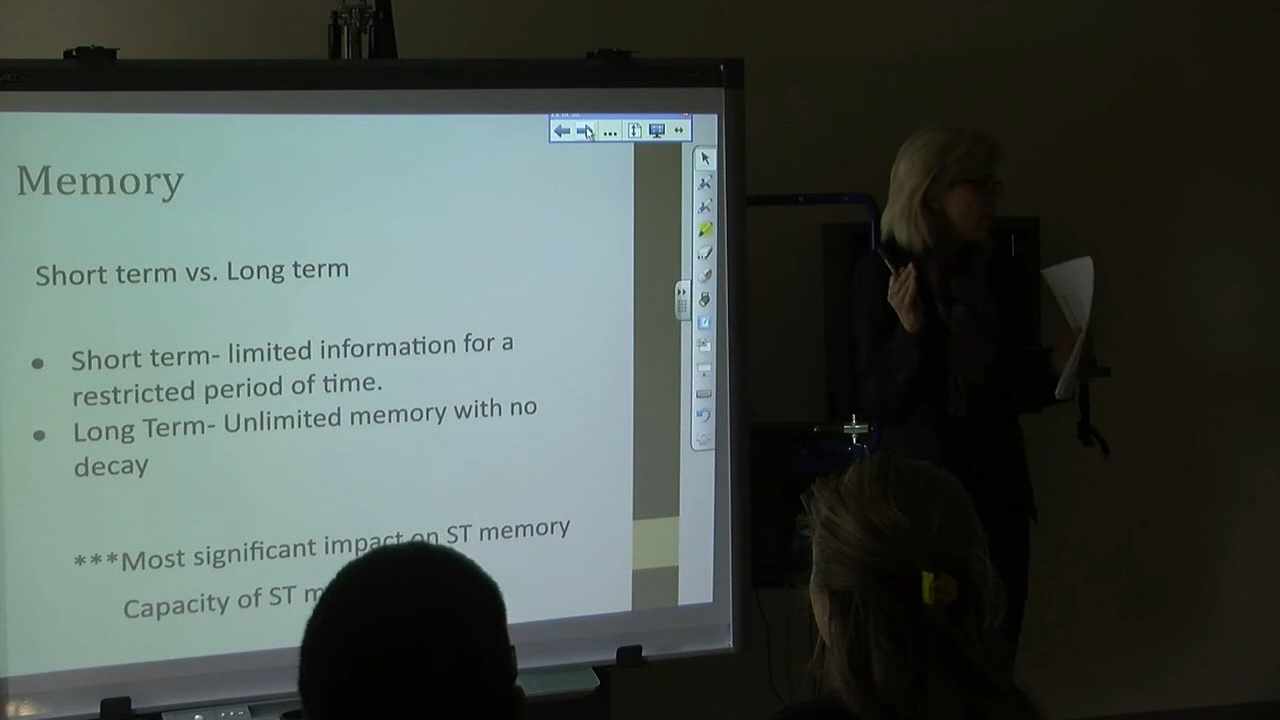 Memory
Short term vs. Long term
Short term- limited information for a
restricted period of time.
Long Term- Unlimited memory with no
decay
***Most significant impact on ST memory
Capacity of ST